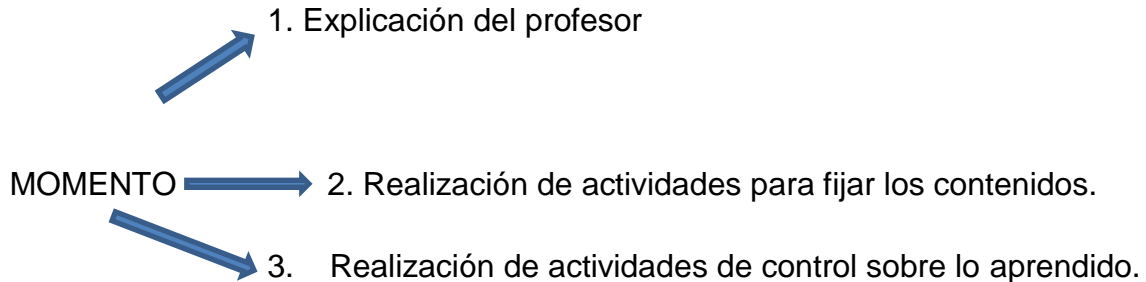 1. Explicación del profesor
MOMENTO 2. Realización de actividades para fijar los contenidos.
3. Realización de actividades de control sobre lo aprendido.